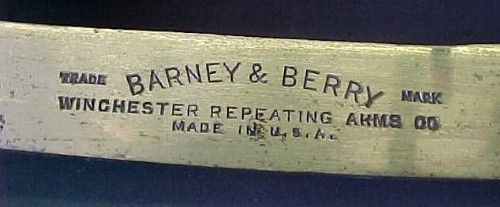 TRADE BARNEY & BERRY MARK
WINCHESTER REPEATING ARMS CO
MADE IN U.S.A.